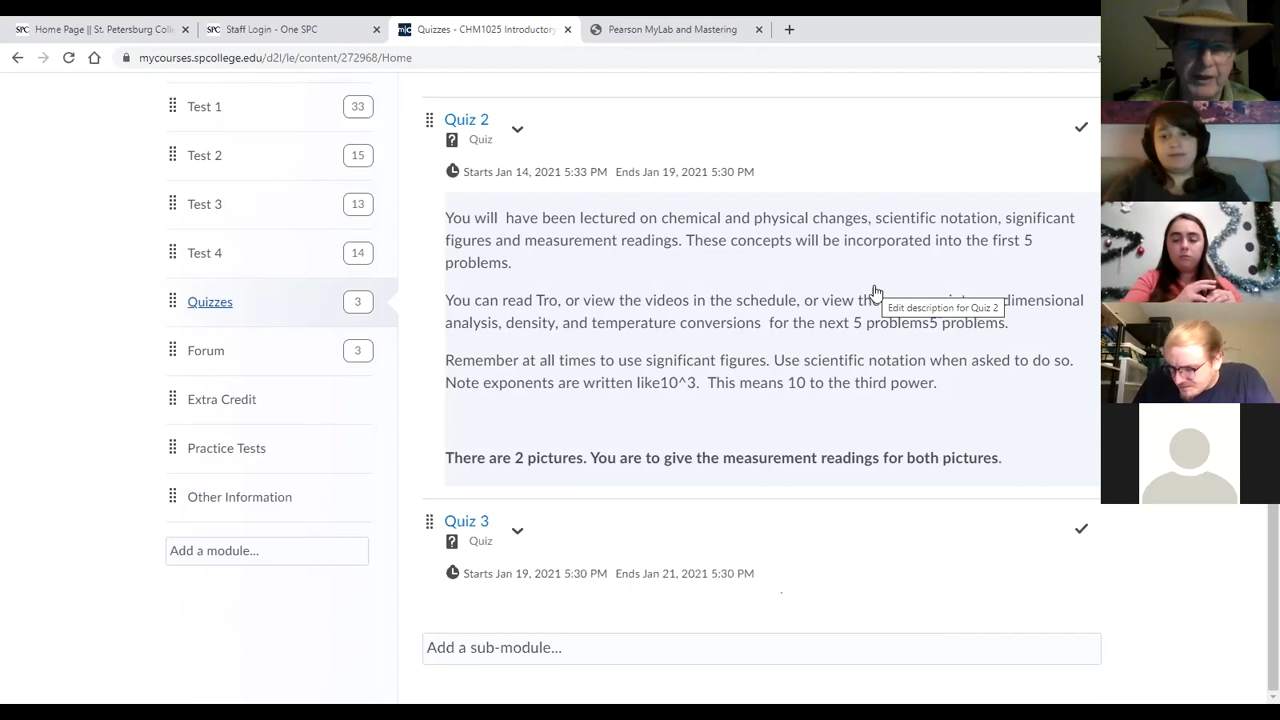 Home Page || St. Petersburg Coll
Staff Login - One SPC
Quizzes - CHM1025 Introductory
Pearson MyLab and Mastering
mycourses.spcollege.edu/d2l/le/content/272968/Home
Test 1 33
Test 2 15
Test 3 13
Test 4 14
Quizzes 3
Forum 3
Extra Credit
Practice Tests
Other Information
Add a module...
Quiz 2
Quiz
Starts Jan 14, 2021 5:33 PM Ends Jan 19, 2021 5:30 PM
You will have been lectured on chemical and physical changes, scientific notation, significant
figures and measurement readings. These concepts will be incorporated into the first 5
problems.
You can read Tro, or view the videos in the schedule, or view dimensional
Edit description for Quiz 2
analysis, density, and temperature conversions for the next 5 problems5 problems.
Remember at all times to use significant figures. Use scientific notation when asked to do so.
Note exponents are written like10^3. This means 10 to the third power.
There are 2 pictures. You are to give the measurement readings for both pictures.
Quiz 3
Quiz
Starts Jan 19, 2021 5:30 PM Ends Jan 21, 2021 5:30 PM
Add a sub-module...